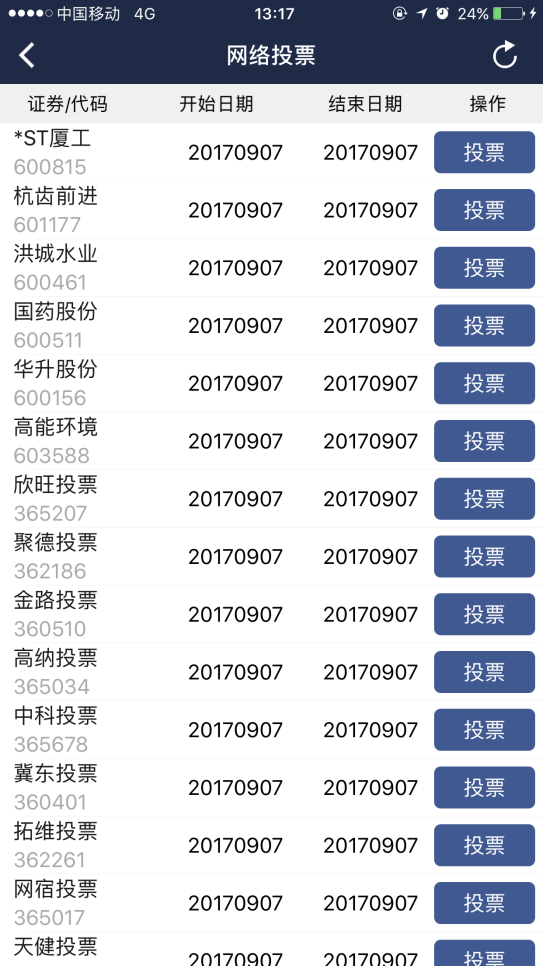 中国移动 4G 13:17 24%
网络投票
证券/代码 开始日期 结束日期 操作
*ST厦工
600815 20170907 20170907 投票
杭齿前进
601177 20170907 20170907 投票
洪城水业
600461 20170907 20170907 投票
国药股份
600511 20170907 20170907 投票
华升股份
600156 20170907 20170907 投票
高能环境
603588 20170907 20170907 投票
欣旺投票
365207 20170907 20170907 投票
聚德投票
362186 20170907 20170907 投票
金路投票
360510 20170907 20170907 投票
高纳投票
365034 20170907 20170907 投票
中科投票
365678 20170907 20170907 投票
冀东投票
360401 20170907 20170907 投票
拓维投票
362261 20170907 20170907 投票
网宿投票
365017 20170907 20170907 投票
天健投票
20170907 20170907 投票